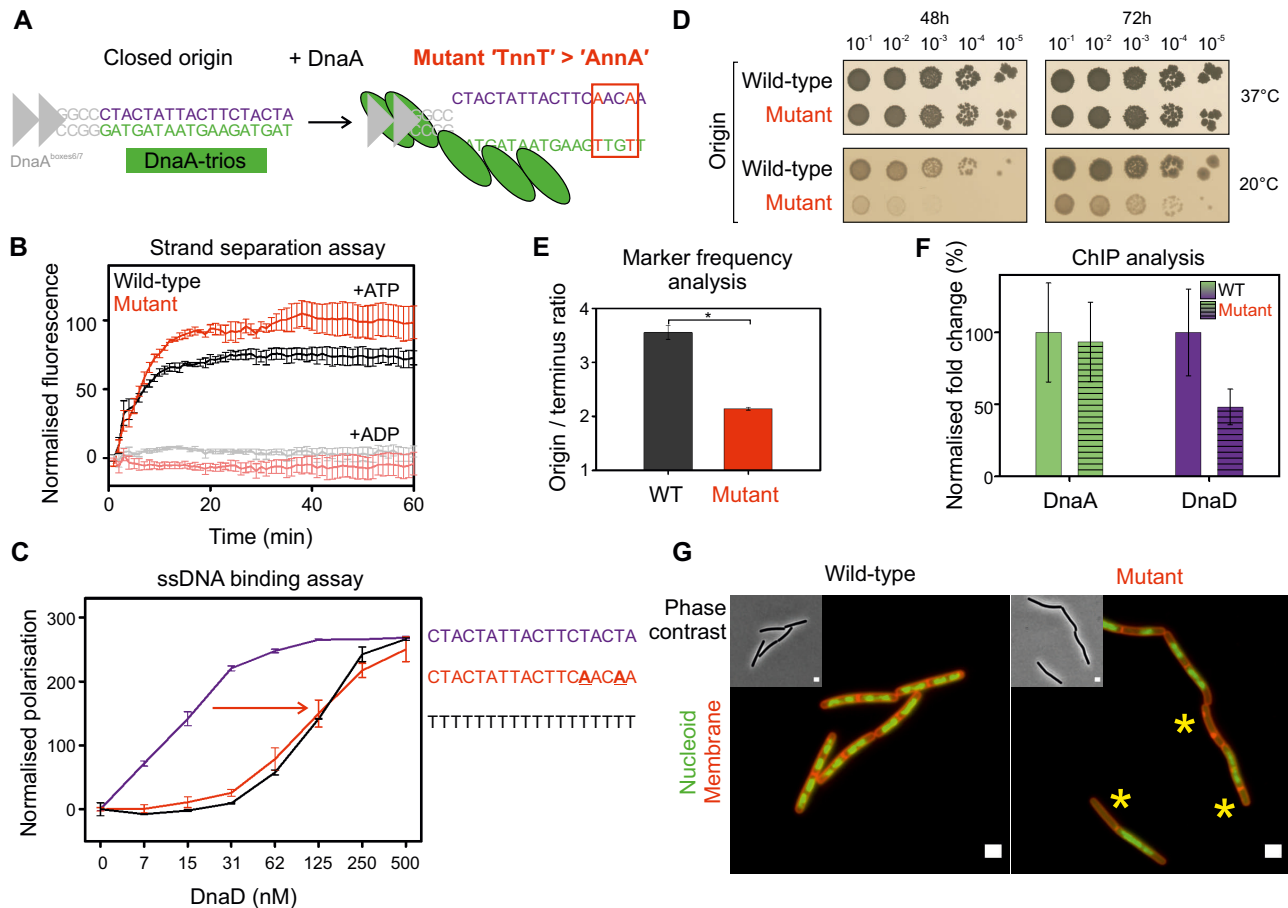 A
Closed origin
+ DnaA
Mutant 'TnnT' > 'AnnA'
GGCCCTACTATTACTTCTACTA
CCGGGATGATAATGAAGATGAT
DnaAboxes6/7
DnaA-trios
CTACTATTACTTCAACAA
GGCC
CCGG
GATGATAATGAAGTTGTT
B
Strand separation assay
Wild-type
Mutant
+ATP
+ADP
Normalised fluorescence
100
50
0
0 20 40 60
Time (min)
C
ssDNA binding assay
Normalised polarisation
300
200
100
0
0 7 15 31 62 125 250 500
DnaD (nM)
CTACTATTACTTCTACTA
CTACTATTACTTCAACAA
TTTTTTTTTTTTTTTTTT
D
48h
72h
10-1 10-2 10-3 10-4 10-5
10-1 10-2 10-3 10-4 10-5
Origin
Wild-type
Mutant
37°C
Wild-type
Mutant
20°C
E
Marker frequency
analysis
Origin / terminus ratio
4
3
2
1
*
WT
Mutant
F
ChIP analysis
Normalised fold change (%)
100
50
0
WT
Mutant
DnaA
DnaD
G
Wild-type
Mutant
Phase
contrast
Nucleoid
Membrane
*
*
*